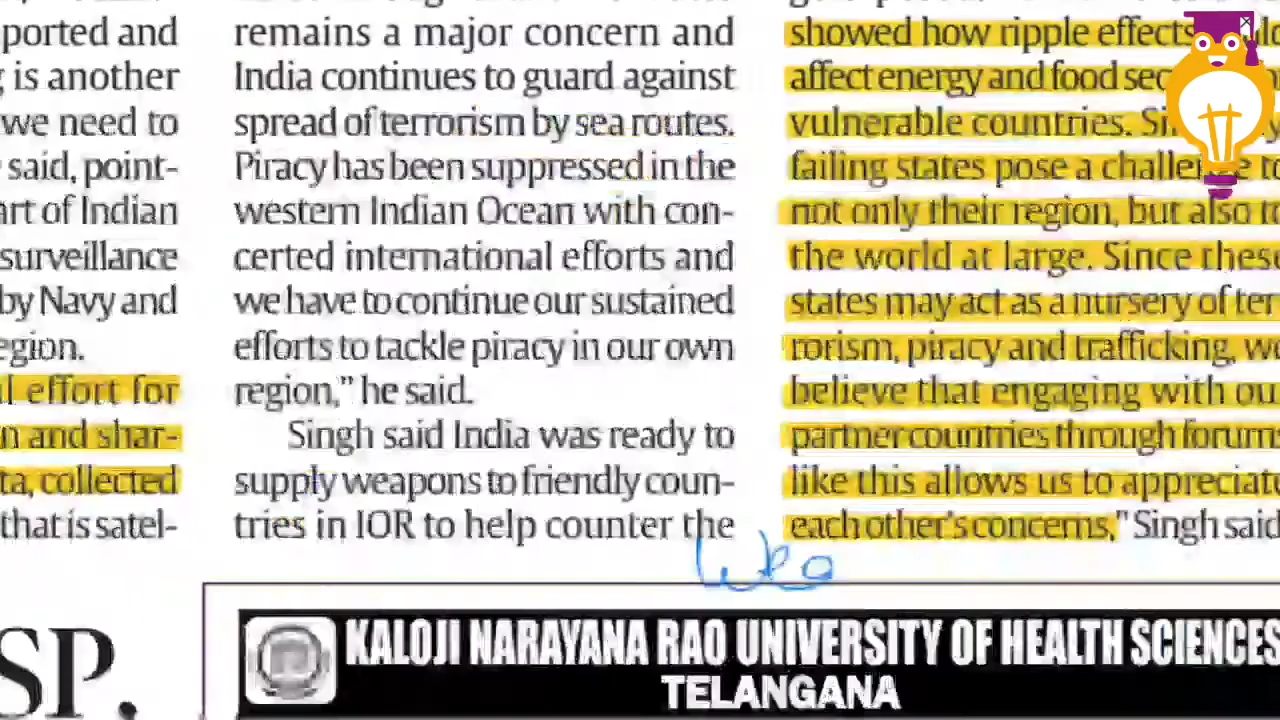 ported and
g is another
we need to
said, point-
art of Indian
surveillance
by Navy and
egion.
l effort for
n and shar-
ta, collected
that is satel-
remains a major concern and
India continues to guard against
spread of terrorism by sea routes.
Piracy has been suppressed in the
western Indian Ocean with con-
certed international efforts and
we have to continue our sustained
efforts to tackle piracy in our own
region," he said.
Singh said India was ready to
supply weapons to friendly coun-
tries in IOR to help counter the
showed how ripple effects
affect energy and food sec
vulnerable countries.
failing states pose a challenge to
not only their region, but also to
the world at large. Since these
states may act as a nursery of ter
rorism, piracy and trafficking, we
believe that engaging with ou
partner countries through forum
like this allows us to appreciate
each other's concerns," Singh said
SP.
KALOJI NARAYANA RAO UNIVERSITY OF HEALTH SCIENCES
TELANGANA